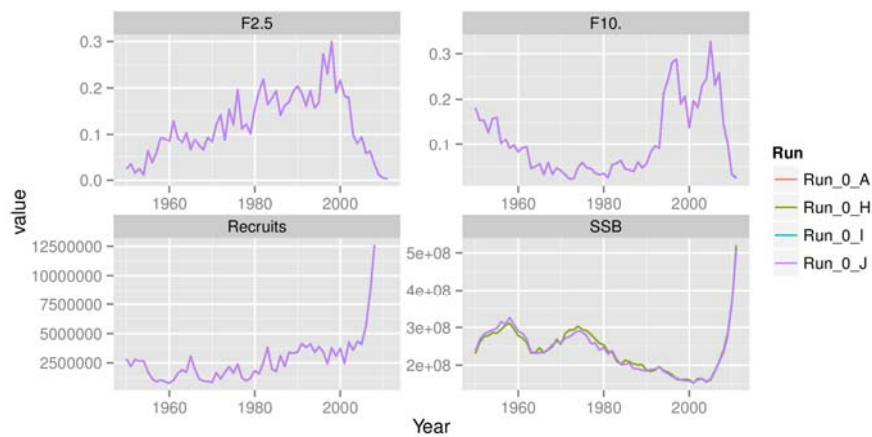 F2.5
F10.
0.3
0.2
0.1
0.0
1960
1980
2000
0.3
0.2
0.1
1960
1980
2000
value
Recruits
SSB
12500000
10000000
7500000
5000000
2500000
1960
1980
2000
5e+08
4e+08
3e+08
2e+08
1960
1980
2000
Year
Run
Run_0_A
Run_0_H
Run_0_I
Run_0_J